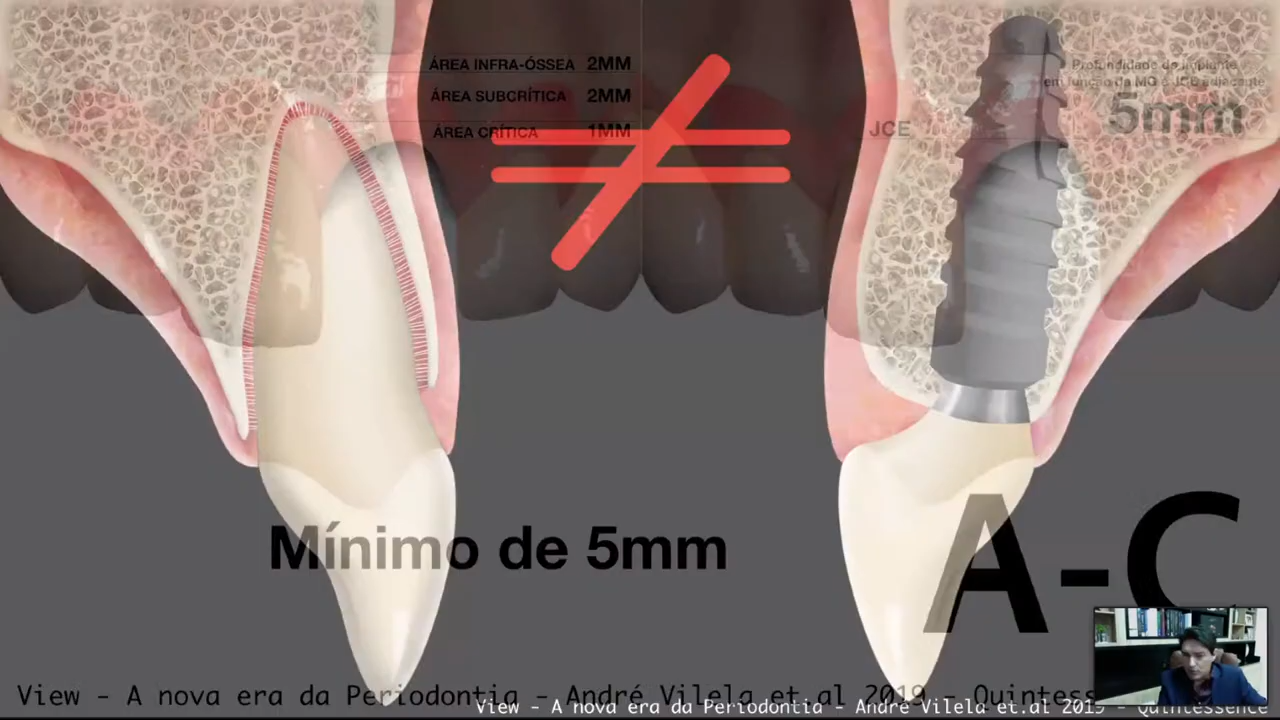 ÁREA INFRA-ÓSSEA 2MM
ÁREA SUBCRÍTICA 2MM
ÁREA CRÍTICA 1MM
Profundidade do implante
em função da MG e JCE adjacente
5mm
JCE
Mínimo de 5mm
A-C
View - A nova era da Periodontia - André Vilela et.al 2019 - Quintess
View - A nova era da Periodontia - André Vilela et.al 2019 - Quintessence